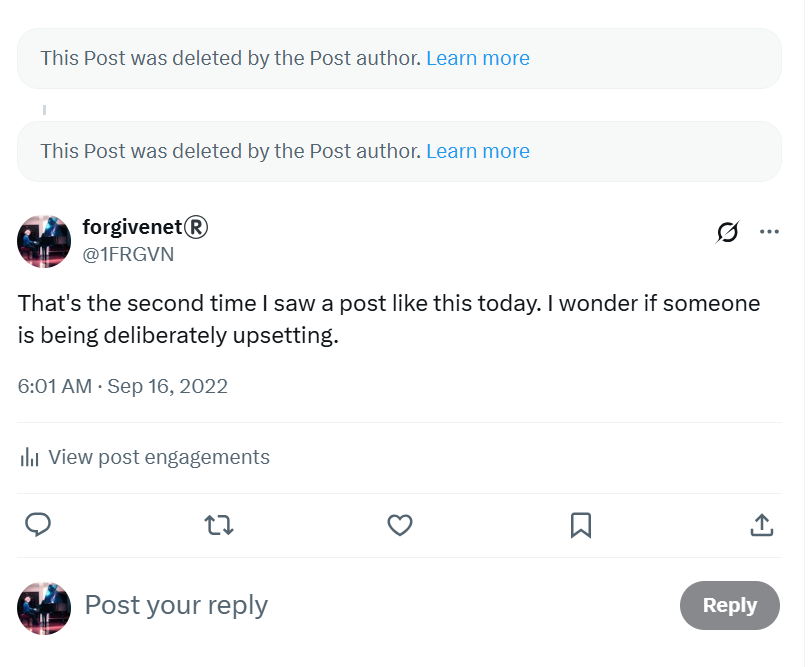 This Post was deleted by the Post author. Learn more
This Post was deleted by the Post author. Learn more
forgivenet®
@1FRGVN
That's the second time I saw a post like this today. I wonder if someone
is being deliberately upsetting.
6:01 AM · Sep 16, 2022
View post engagements
Post your reply
Reply